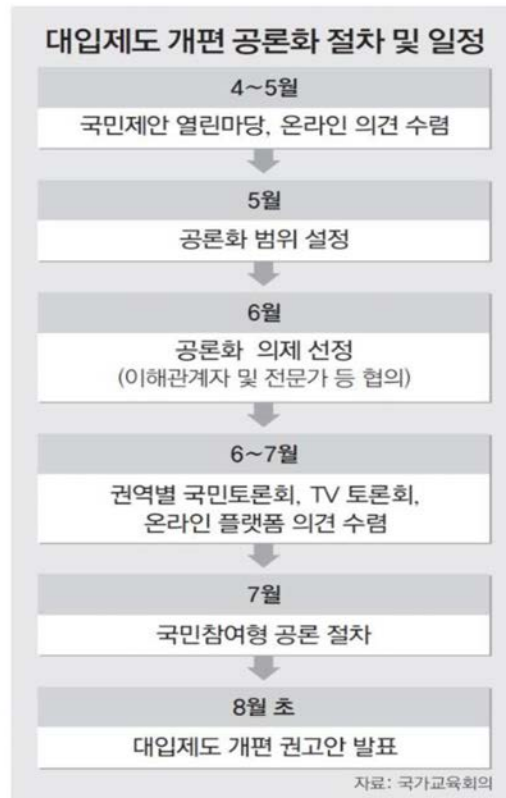 대입제도 개편 공론화 절차 및 일정
4~5월
국민제안 열린마당, 온라인 의견 수렴
5월
공론화 범위 설정
6월
공론화 의제 선정
(이해관계자 및 전문가 등 협의)
6~7월
권역별 국민토론회, TV 토론회,
온라인 플랫폼 의견 수렴
7월
국민참여형 공론 절차
8월 초
대입제도 개편 권고안 발표
자료: 국가교육회의